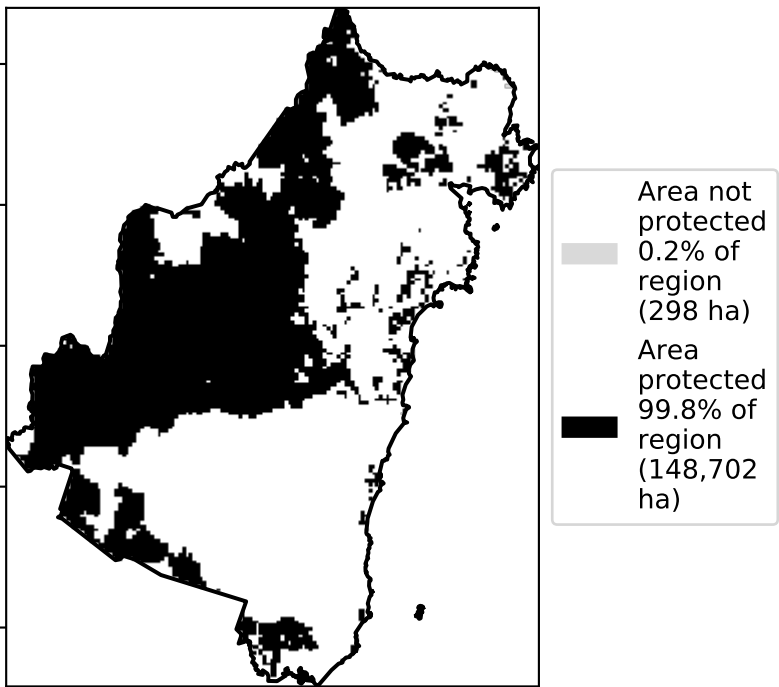 Area not
protected
0.2% of
region
(298 ha)
Area
protected
99.8% of
region
(148,702
ha)